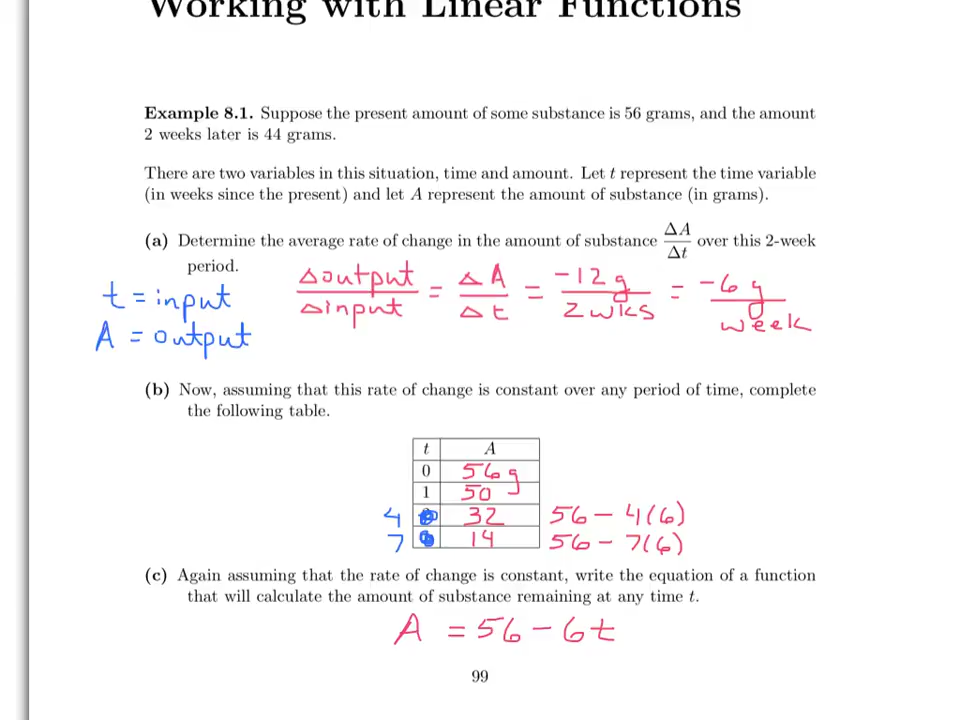 Working with Linear Functions
Example 8.1. Suppose the present amount of some substance is 56 grams, and the amount
2 weeks later is 44 grams.
There are two variables in this situation, time and amount. Let t represent the time variable
(in weeks since the present) and let A represent the amount of substance (in grams).
(a) Determine the average rate of change in the amount of substance ΔA/Δt over this 2-week
period.
t = input
A = output
Δoutput/Δinput = ΔA/Δt = -12 g/2 wks = -6 g/week
(b) Now, assuming that this rate of change is constant over any period of time, complete
the following table.
t A
0 56 g
1 50
4 32 56 - 4(6)
7 14 56 - 7(6)
(c) Again assuming that the rate of change is constant, write the equation of a function
that will calculate the amount of substance remaining at any time t.
A = 56 - 6t
99